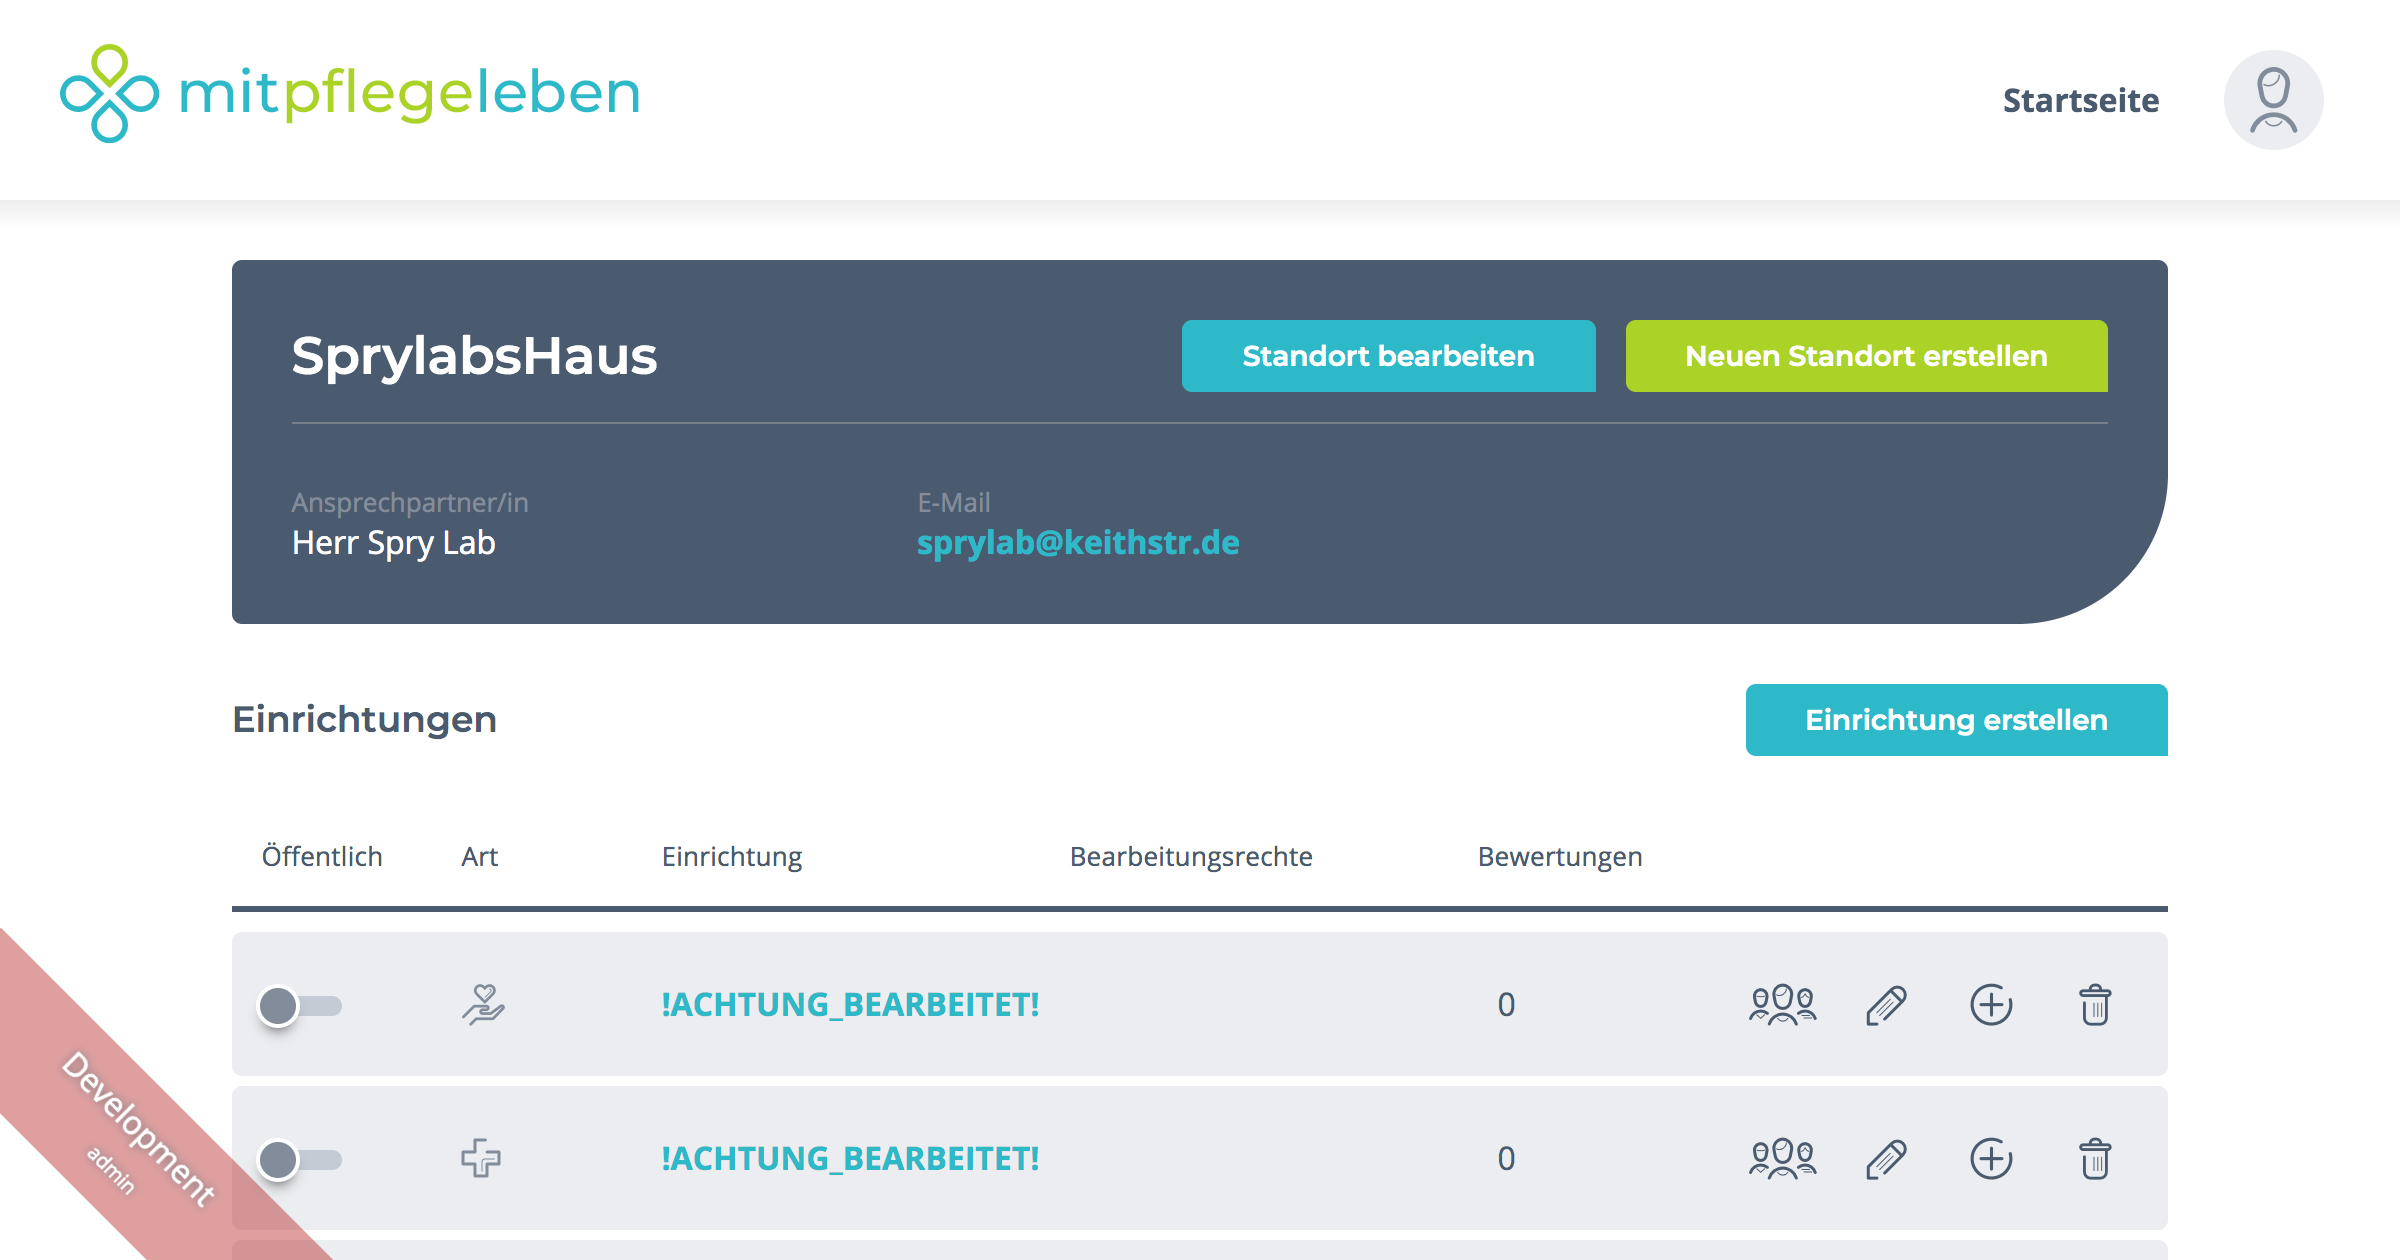 mitpflegeleben
Startseite
SprylabsHaus
Standort bearbeiten
Neuen Standort erstellen
Ansprechpartner/in
E-Mail
Herr Spry Lab
sprylab@keithstr.de
Einrichtungen
Einrichtung erstellen
Öffentlich Art Einrichtung Bearbeitungsrechte Bewertungen
!ACHTUNG_BEARBEITET! 0
!ACHTUNG_BEARBEITET! 0
Development
admin